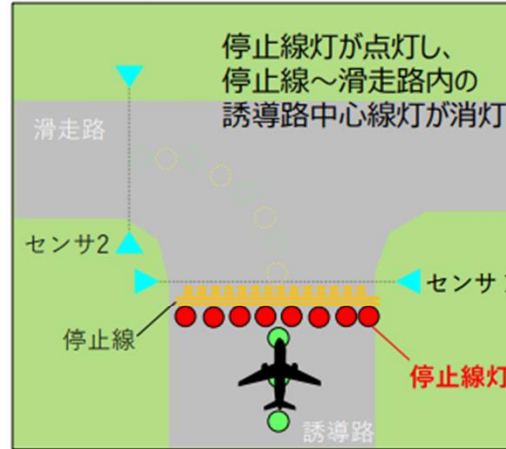 停止線灯が点灯し、
停止線～滑走路内の
誘導路中心線灯が消灯
滑走路
センサ2
センサ
停止線
停止線灯
誘導路